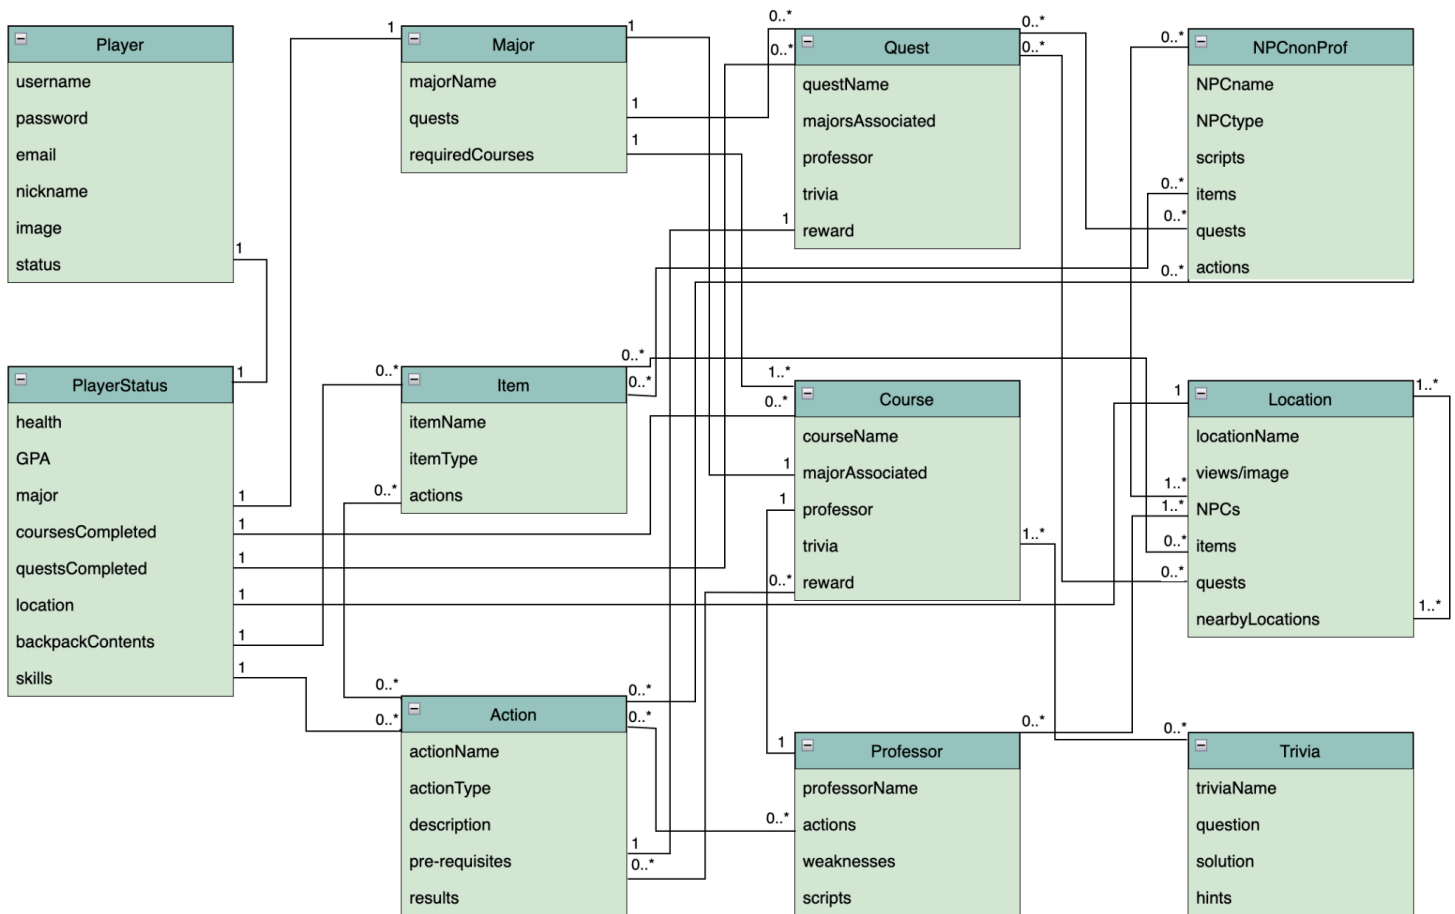 Player
username
password
email
nickname
image
status
1
1
PlayerStatus
health
GPA
major
coursesCompleted
questsCompleted
location
backpackContents
skills
1
1
1
1
1
1
1
Major
majorName
quests
requiredCourses
1
1
1
0..*
Item
itemName
itemType
actions
0..*
0..*
0..*
0..*
0..*
Action
actionName
actionType
description
pre-requisites
results
0..*
0..*
1
0..*
0..*
0..*
Quest
questName
majorsAssociated
professor
trivia
reward
1
0..*
0..*
1..*
0..*
Course
courseName
majorAssociated
professor
trivia
reward
1
1
0..*
1..*
1
Professor
professorName
actions
weaknesses
scripts
0..*
0..*
0..*
NPCnonProf
NPCname
NPCtype
scripts
items
quests
actions
0..*
0..*
0..*
1
Location
locationName
views/image
NPCs
items
quests
nearbyLocations
1..*
1..*
0..*
0..*
1..*
1..*
0..*
Trivia
triviaName
question
solution
hints